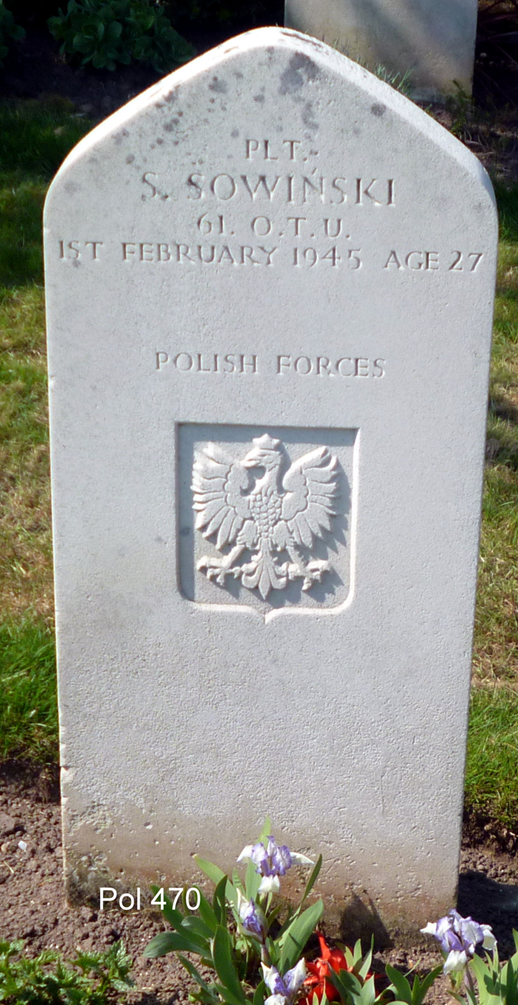 PLT.
S. SOWIŃSKI
61. O.T.U.
1ST FEBRUARY 1945 AGE 27
POLISH FORCES
Pol 470